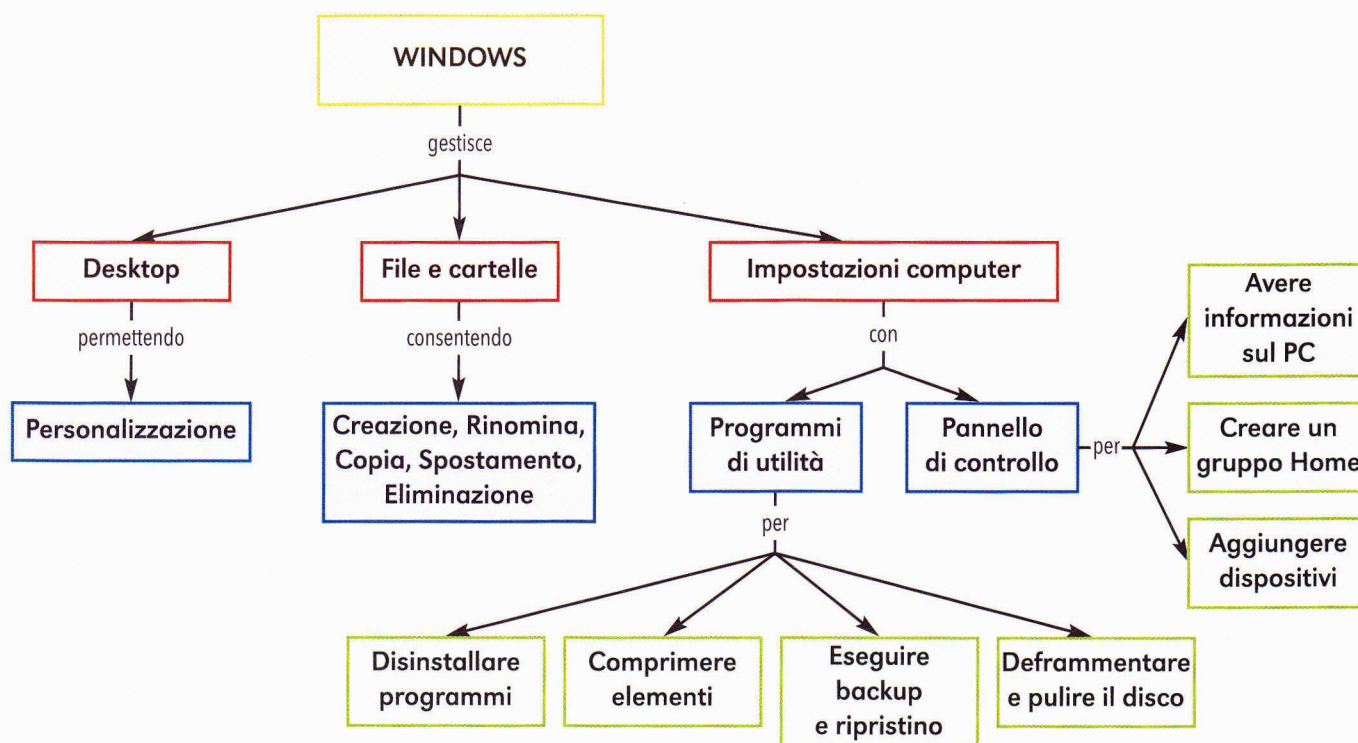 WINDOWS
gestisce
Desktop
File e cartelle
Impostazioni computer
permettendo
consentendo
con
Personalizzazione
Creazione, Rinomina,
Copia, Spostamento,
Eliminazione
Programmi
di utilità
Pannello
di controllo
per
Avere
informazioni
sul PC
Creare un
gruppo Home
Aggiungere
dispositivi
per
Disinstallare
programmi
Comprimere
elementi
Eseguire
backup
e ripristino
Deframmentare
e pulire il disco